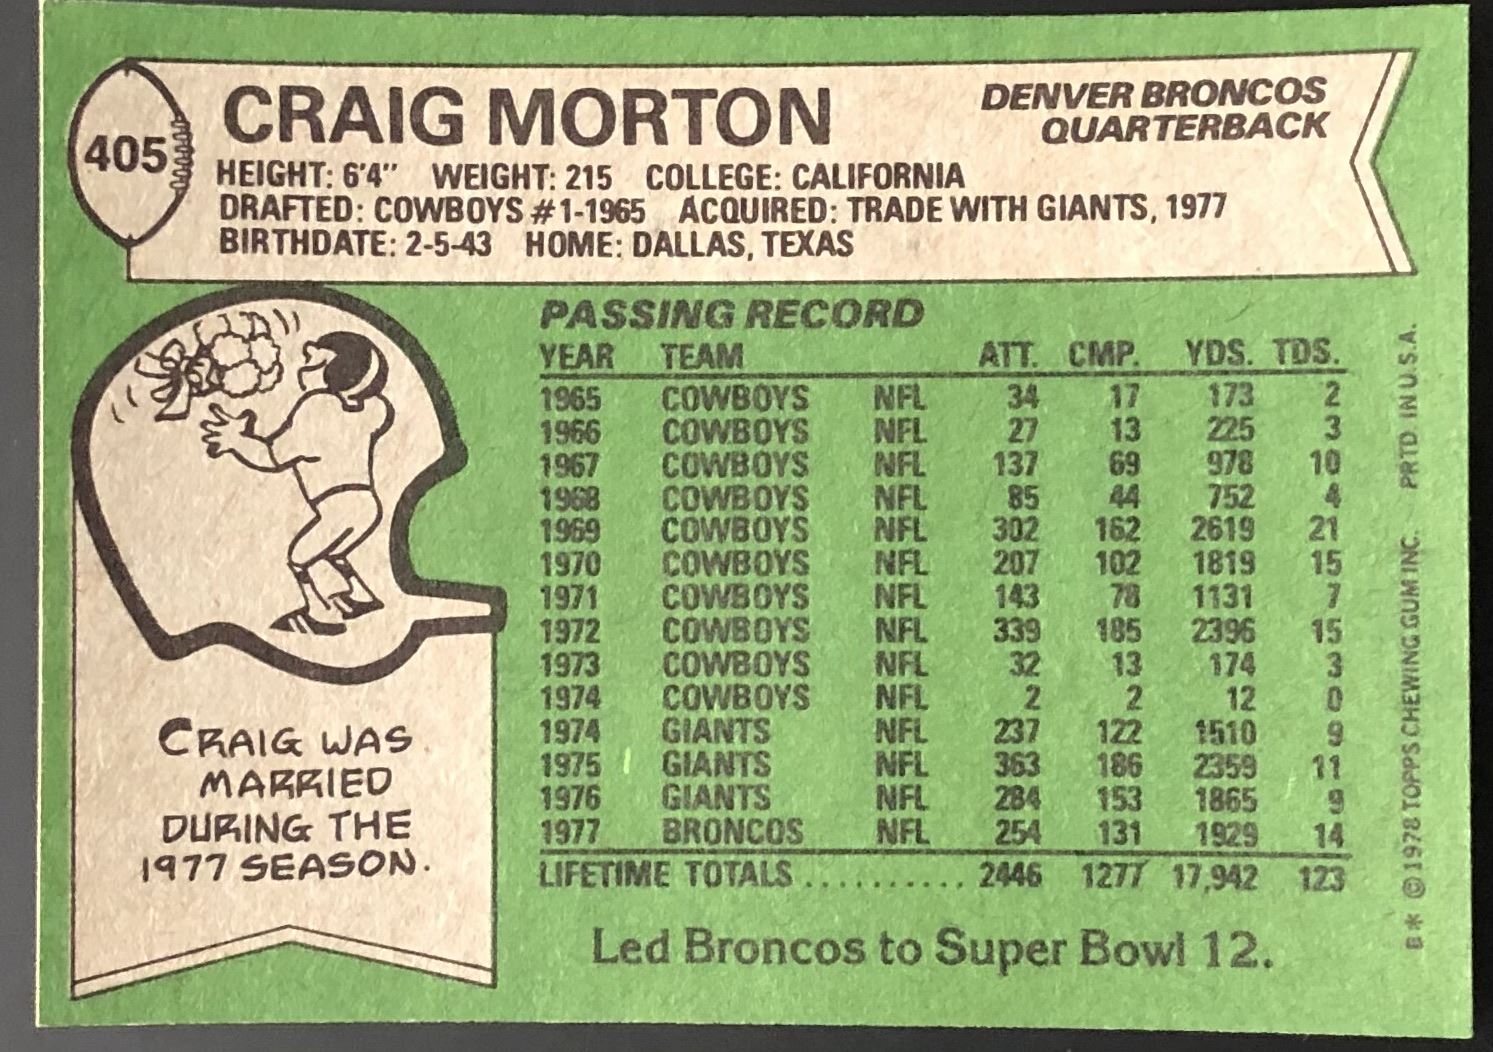 405
CRAIG MORTON
DENVER BRONCOS
QUARTERBACK
HEIGHT: 6'4" WEIGHT: 215 COLLEGE: CALIFORNIA
DRAFTED: COWBOYS #1-1965 ACQUIRED: TRADE WITH GIANTS, 1977
BIRTHDATE: 2-5-43 HOME: DALLAS, TEXAS
PASSING RECORD
YEAR TEAM ATT. CMP. YDS. TDS.
1965 COWBOYS NFL 34 17 173 2
1966 COWBOYS NFL 27 13 225 3
1967 COWBOYS NFL 137 69 978 10
1968 COWBOYS NFL 85 44 752 4
1969 COWBOYS NFL 302 162 2619 21
1970 COWBOYS NFL 207 102 1819 15
1971 COWBOYS NFL 143 78 1131 7
1972 COWBOYS NFL 339 185 2396 15
1973 COWBOYS NFL 32 13 174 3
1974 COWBOYS NFL 2 2 12 0
1974 GIANTS NFL 237 122 1510 9
1975 GIANTS NFL 363 186 2359 11
1976 GIANTS NFL 284 153 1865 9
1977 BRONCOS NFL 254 131 1929 14
LIFETIME TOTALS .......... 2446 1277 17,942 123
Led Broncos to Super Bowl 12.
CRAIG WAS
MARRIED
DURING THE
1977 SEASON.
B* © 1978 TOPPS CHEWING GUM INC. PRTD. IN U.S.A.